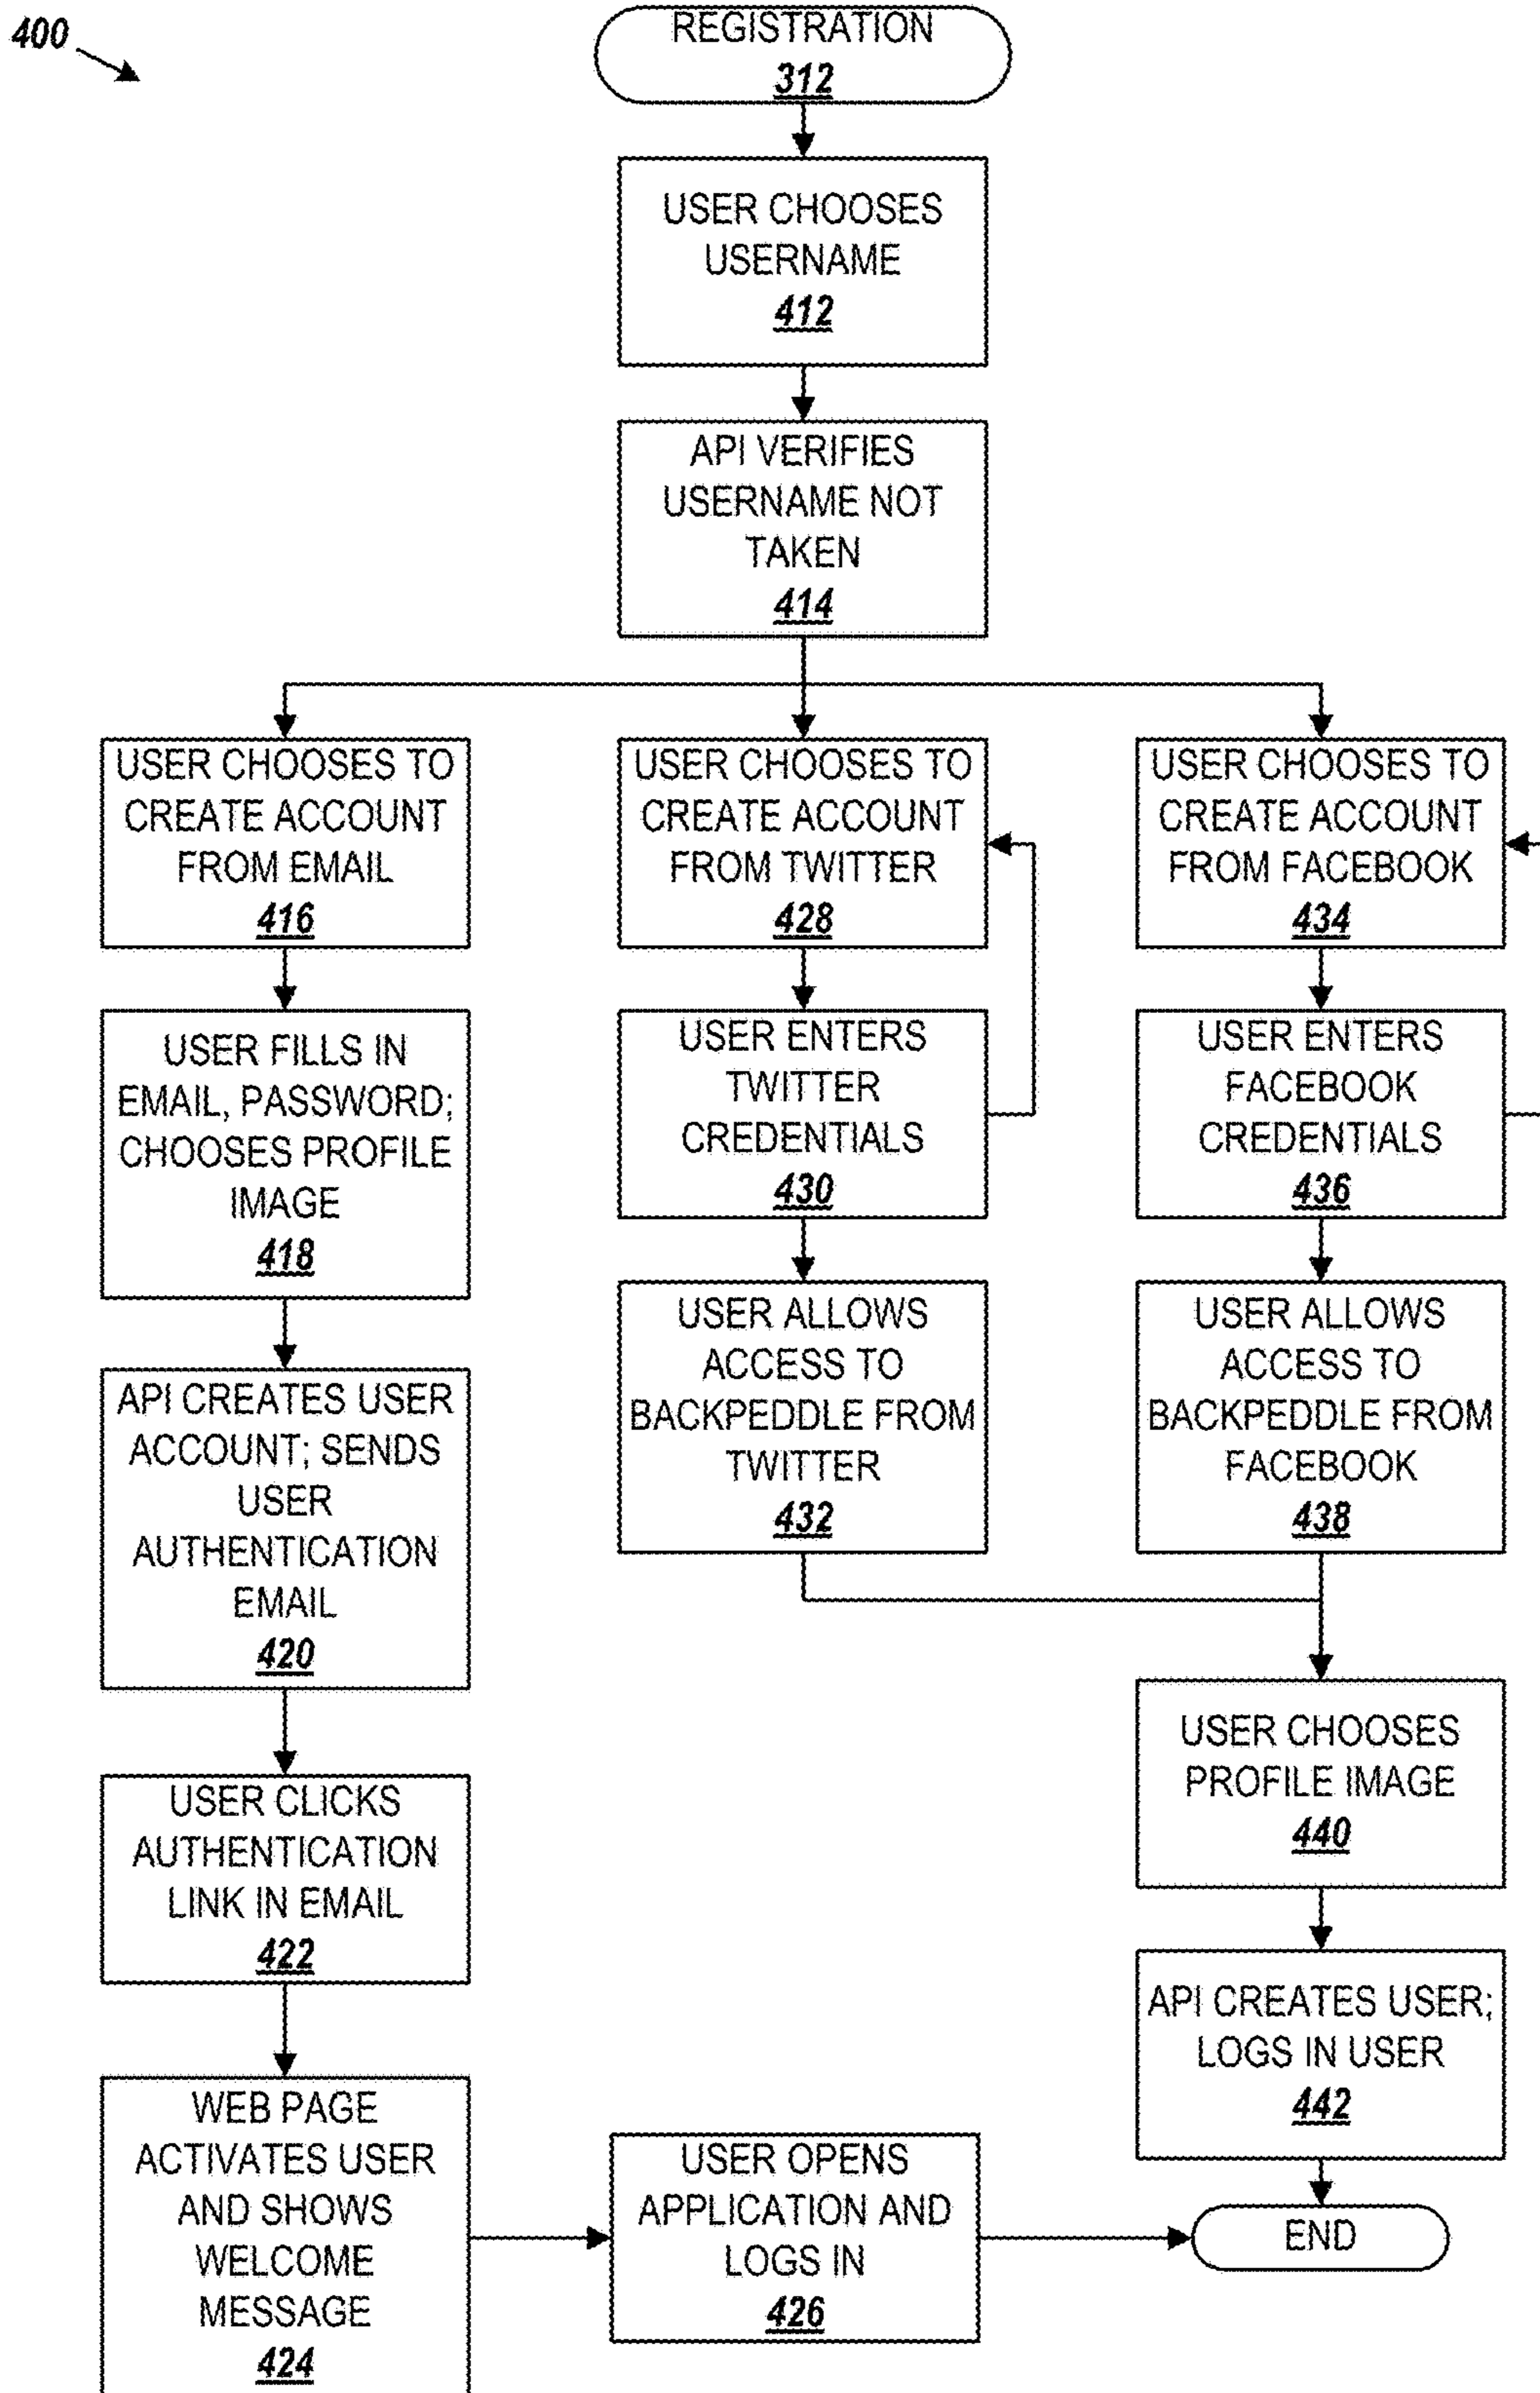 400
REGISTRATION
312
USER CHOOSES
USERNAME
412
API VERIFIES
USERNAME NOT
TAKEN
414
USER CHOOSES TO
CREATE ACCOUNT
FROM EMAIL
416
USER CHOOSES TO
CREATE ACCOUNT
FROM TWITTER
428
USER CHOOSES TO
CREATE ACCOUNT
FROM FACEBOOK
434
USER FILLS IN
EMAIL, PASSWORD;
CHOOSES PROFILE
IMAGE
418
USER ENTERS
TWITTER
CREDENTIALS
430
USER ENTERS
FACEBOOK
CREDENTIALS
436
API CREATES USER
ACCOUNT; SENDS
USER
AUTHENTICATION
EMAIL
420
USER ALLOWS
ACCESS TO
BACKPEDDLE FROM
TWITTER
432
USER ALLOWS
ACCESS TO
BACKPEDDLE FROM
FACEBOOK
438
USER CLICKS
AUTHENTICATION
LINK IN EMAIL
422
USER CHOOSES
PROFILE IMAGE
440
API CREATES USER;
LOGS IN USER
442
WEB PAGE
ACTIVATES USER
AND SHOWS
WELCOME
MESSAGE
424
USER OPENS
APPLICATION AND
LOGS IN
426
END